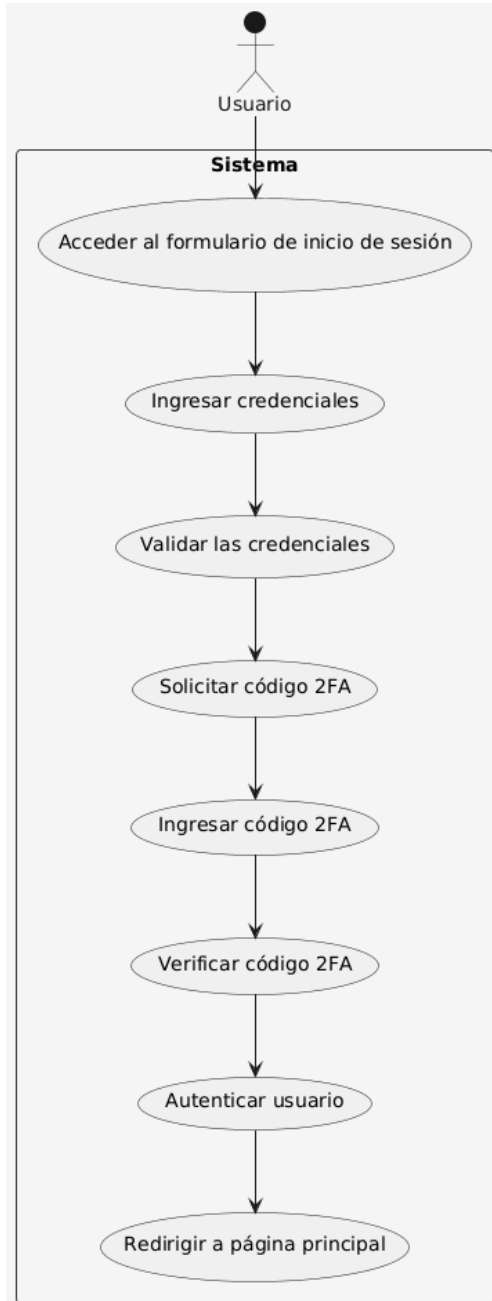 Usuario
Sistema
Acceder al formulario de inicio de sesión
Ingresar credenciales
Validar las credenciales
Solicitar código 2FA
Ingresar código 2FA
Verificar código 2FA
Autenticar usuario
Redirigir a página principal